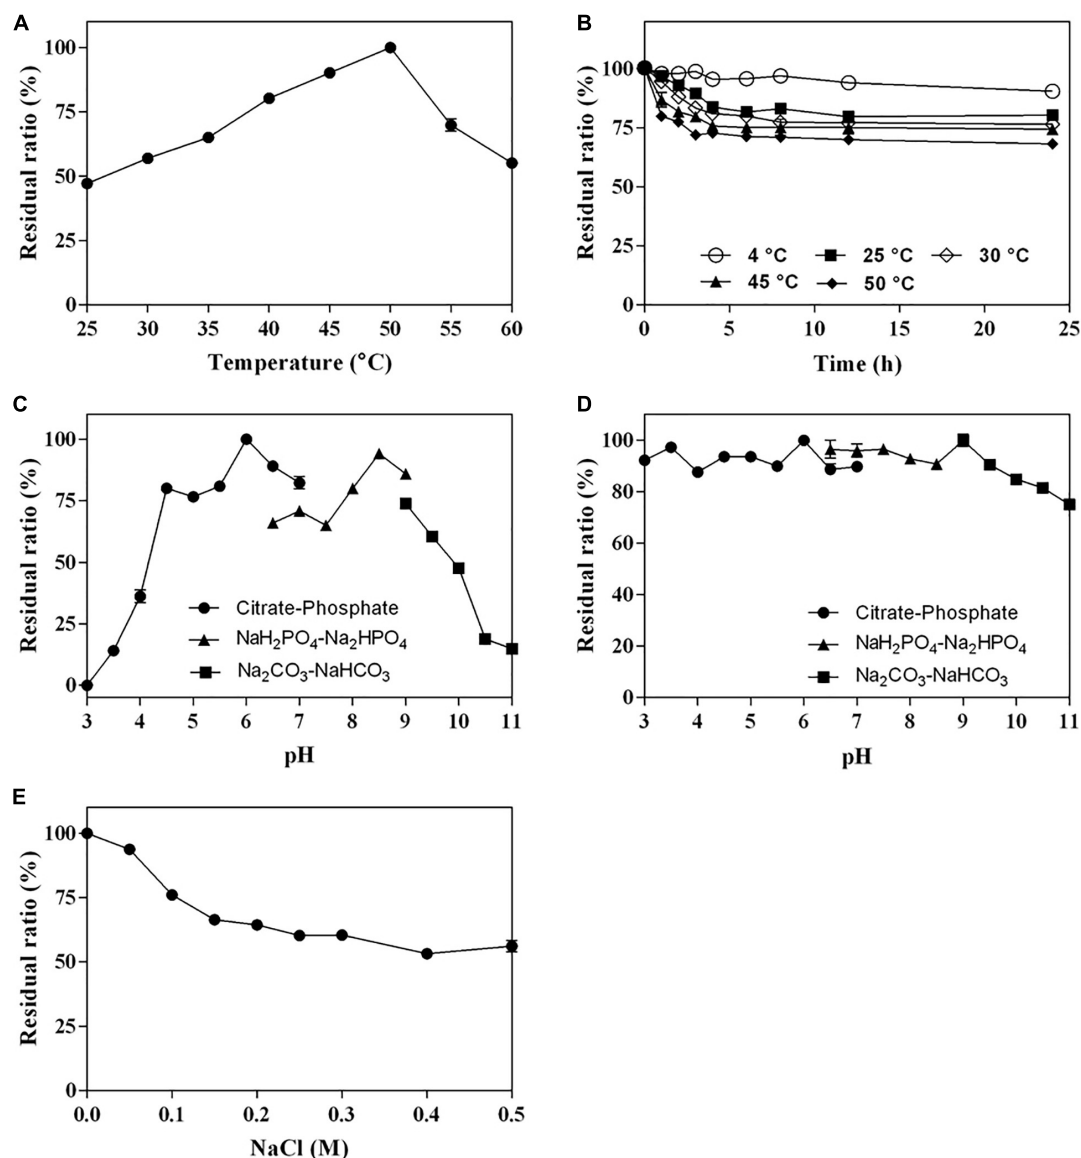 A
Residual ratio (%)
100
75
50
25
0
25 30 35 40 45 50 55 60
Temperature (°C)
B
Residual ratio (%)
100
75
50
25
0
4 °C 25 °C 30 °C
45 °C 50 °C
0 5 10 15 20 25
Time (h)
C
Residual ratio (%)
100
75
50
25
0
Citrate-Phosphate
NaH₂PO₄-Na₂HPO₄
Na₂CO₃-NaHCO₃
3 4 5 6 7 8 9 10 11
pH
D
Residual ratio (%)
100
80
60
40
20
0
Citrate-Phosphate
NaH₂PO₄-Na₂HPO₄
Na₂CO₃-NaHCO₃
3 4 5 6 7 8 9 10 11
pH
E
Residual ratio (%)
100
75
50
25
0
0.0 0.1 0.2 0.3 0.4 0.5
NaCl (M)